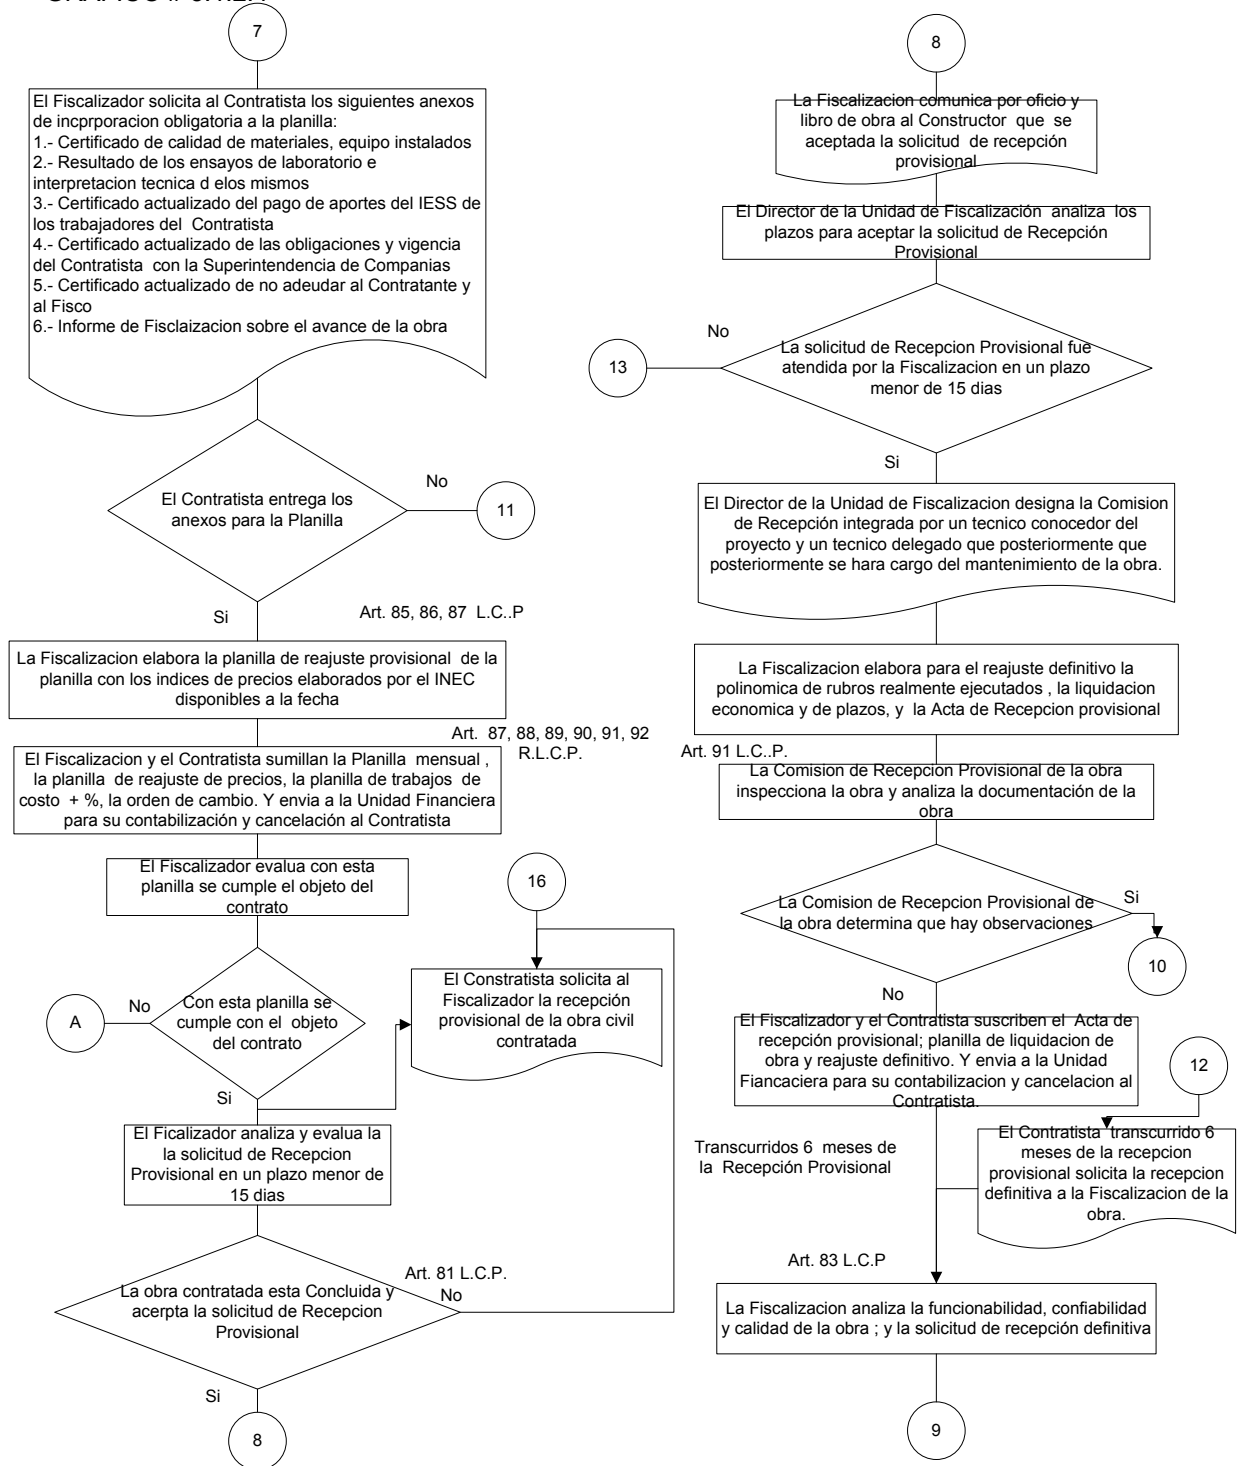 7
El Fiscalizador solicita al Contratista los siguientes anexos
de incprporacion obligatoria a la planilla:
1.- Certificado de calidad de materiales, equipo instalados
2.- Resultado de los ensayos de laboratorio e
interpretacion tecnica d elos mismos
3.- Certificado actualizado del pago de aportes del IESS de
los trabajadores del Contratista
4.- Certificado actualizado de las obligaciones y vigencia
del Contratista con la Superintendencia de Companias
5.- Certificado actualizado de no adeudar al Contratante y
al Fisco
6.- Informe de Fisclaizacion sobre el avance de la obra
El Contratista entrega los
anexos para la Planilla
No
11
Si
Art. 85, 86, 87 L.C..P
La Fiscalizacion elabora la planilla de reajuste provisional de la
planilla con los indices de precios elaborados por el INEC
disponibles a la fecha
Art. 87, 88, 89, 90, 91, 92
R.L.C.P.
El Fiscalizacion y el Contratista sumillan la Planilla mensual ,
la planilla de reajuste de precios, la planilla de trabajos de
costo + %, la orden de cambio. Y envia a la Unidad Financiera
para su contabilización y cancelación al Contratista
El Fiscalizador evalua con esta
planilla se cumple el objeto del
contrato
16
A
No
Con esta planilla se
cumple con el objeto
del contrato
El Constratista solicita al
Fiscalizador la recepción
provisional de la obra civil
contratada
Si
El Ficalizador analiza y evalua la
la solicitud de Recepcion
Provisional en un plazo menor de
15 dias
Art. 81 L.C.P.
No
La obra contratada esta Concluida y
acerpta la solicitud de Recepcion
Provisional
Si
8
8
La Fiscalizacion comunica por oficio y
libro de obra al Constructor que se
aceptada la solicitud de recepción
provisional
El Director de la Unidad de Fiscalización analiza los
plazos para aceptar la solicitud de Recepción
Provisional
No
13
La solicitud de Recepcion Provisional fue
atendida por la Fiscalizacion en un plazo
menor de 15 dias
Si
El Director de la Unidad de Fiscalizacion designa la Comision
de Recepción integrada por un tecnico conocedor del
proyecto y un tecnico delegado que posteriormente que
posteriormente se hara cargo del mantenimiento de la obra.
La Fiscalizacion elabora para el reajuste definitivo la
polinomica de rubros realmente ejecutados , la liquidacion
economica y de plazos, y la Acta de Recepcion provisional
Art. 91 L.C..P.
La Comision de Recepcion Provisional de la obra
inspecciona la obra y analiza la documentación de la
obra
La Comision de Recepcion Provisional de
la obra determina que hay observaciones
Si
10
No
El Fiscalizador y el Contratista suscriben el Acta de
recepción provisional; planilla de liquidacion de
obra y reajuste definitivo. Y envia a la Unidad
Fiancaciera para su contabilizacion y cancelacion al
Contratista.
12
Transcurridos 6 meses de
la Recepción Provisional
El Contratista transcurrido 6
meses de la recepcion
provisional solicita la recepcion
definitiva a la Fiscalizacion de la
obra.
Art. 83 L.C.P
La Fiscalizacion analiza la funcionabilidad, confiabilidad
y calidad de la obra ; y la solicitud de recepción definitiva
9